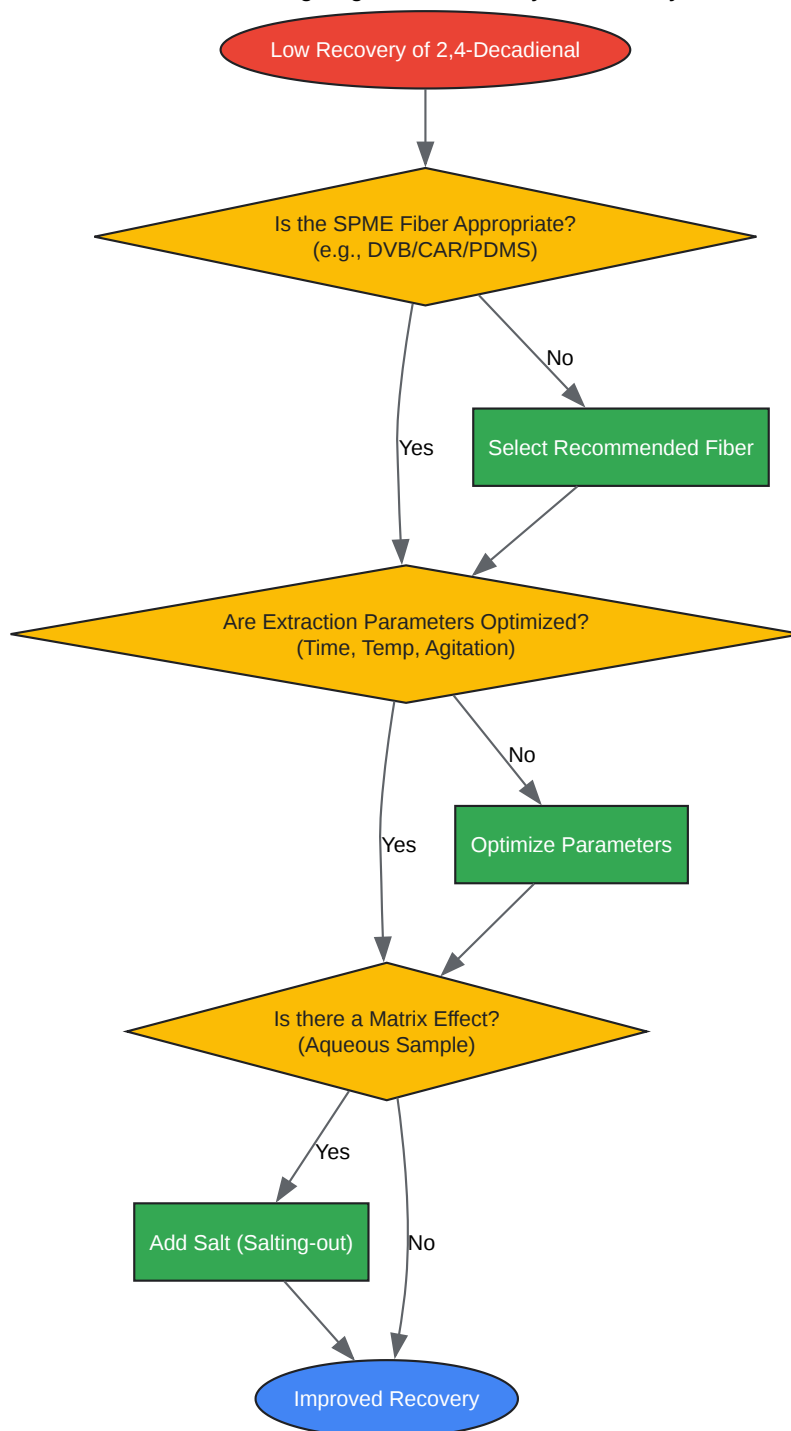 Low Recovery of 2,4-Decadienal
Is the SPME Fiber Appropriate?
(e.g., DVB/CAR/PDMS)
No
Select Recommended Fiber
Yes
Are Extraction Parameters Optimized?
(Time, Temp, Agitation)
No
Optimize Parameters
Yes
Is there a Matrix Effect?
(Aqueous Sample)
Yes
Add Salt (Salting-out)
No
Improved Recovery